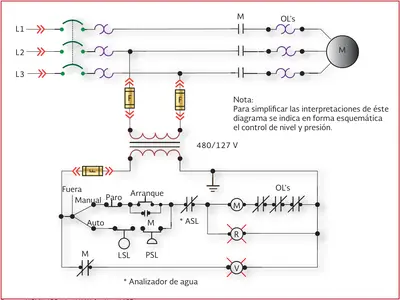 M
OL's
L1
L2
M
L3
F
F
Nota:
Para simplificar las interpretaciones de éste
diagrama se indica en forma esquemática
el control de nivel y presión.
480/127 V
F
Fuera
Manual
Paro
Arranque
OL's
M
M
* ASL
Auto
R
LSL
PSL
M
V
* Analizador de agua